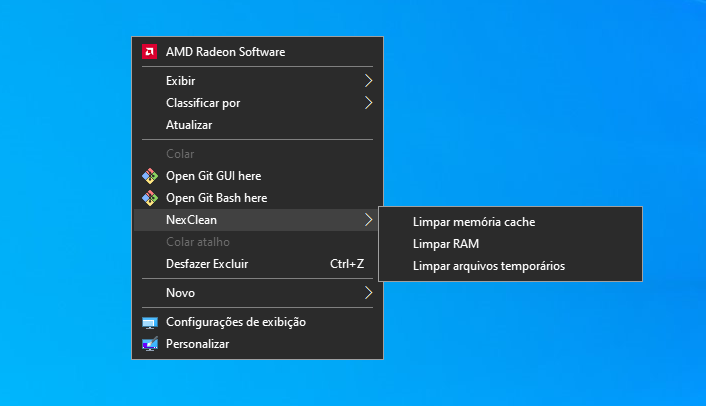 AMD Radeon Software
Exibir
Classificar por
Atualizar
Colar
Open Git GUI here
Open Git Bash here
NexClean
Limpar memória cache
Limpar RAM
Limpar arquivos temporários
Colar atalho
Desfazer Excluir Ctrl+Z
Novo
Configurações de exibição
Personalizar